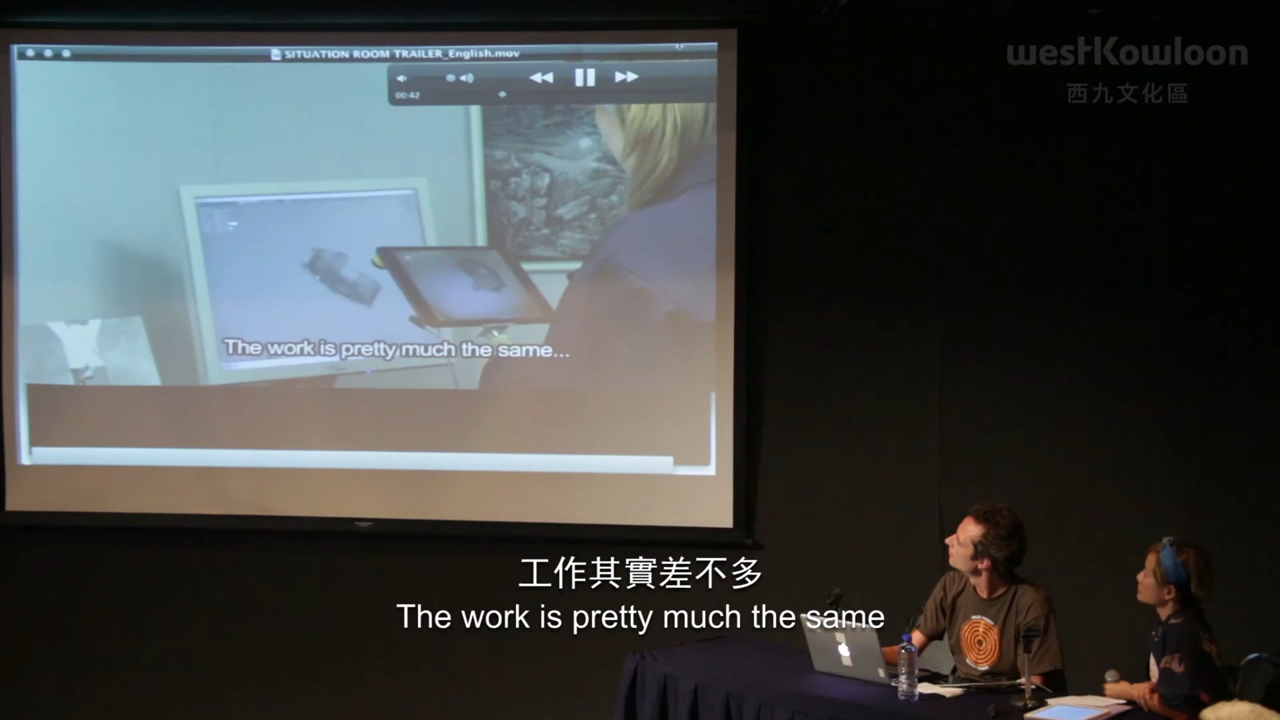 SITUATION ROOM TRAILER_English.mov
westKowloon
西九文化區
00:42
The work is pretty much the same...
工作其實差不多
The work is pretty much the same